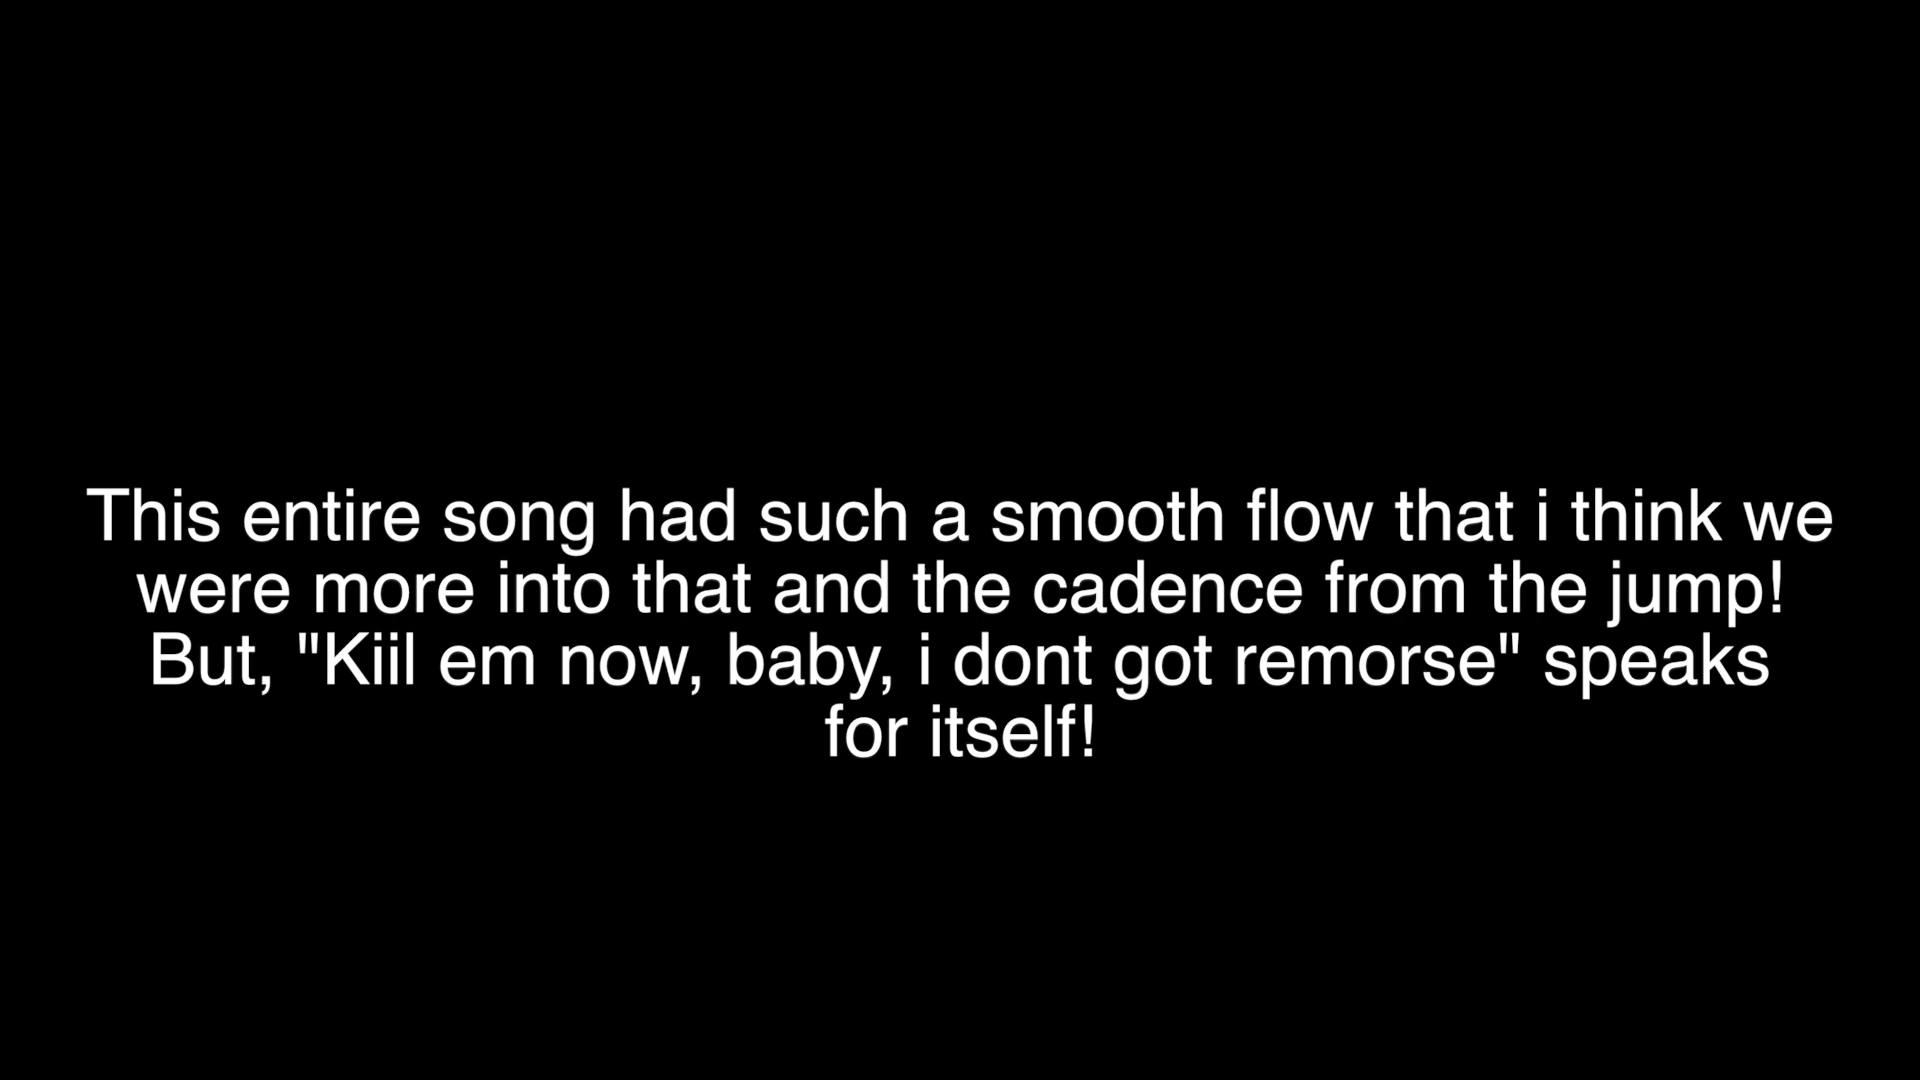 This entire song had such a smooth flow that i think we
were more into that and the cadence from the jump!
But, "Kiil em now, baby, i dont got remorse" speaks
for itself!